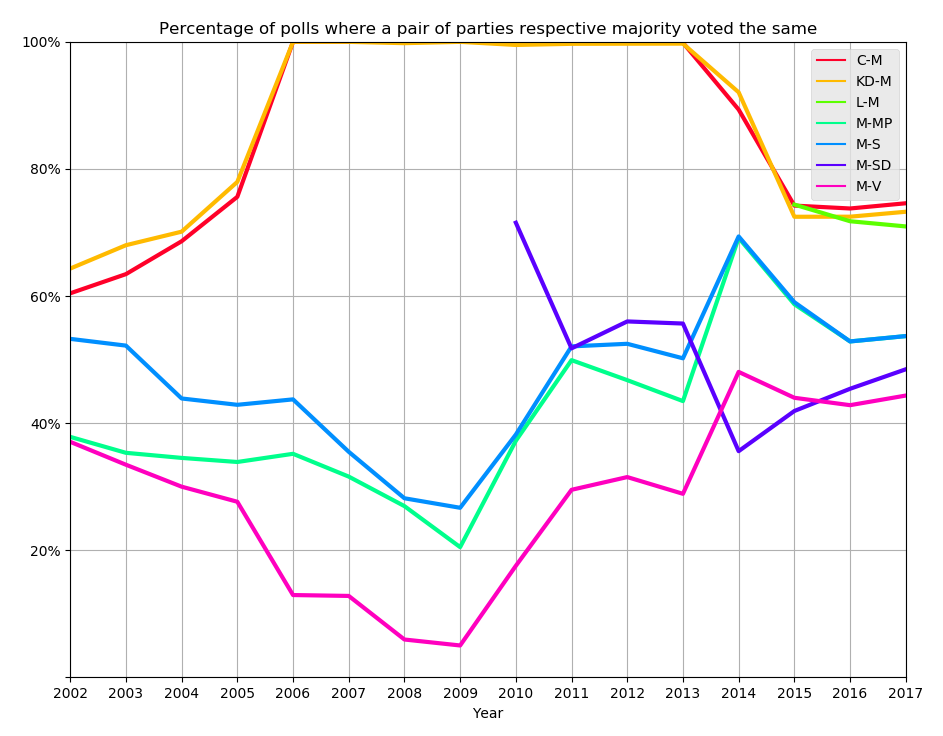 Percentage of polls where a pair of parties respective majority voted the same
100%
80%
60%
40%
20%
C-M
KD-M
L-M
M-MP
M-S
M-SD
M-V
2002 2003 2004 2005 2006 2007 2008 2009 2010 2011 2012 2013 2014 2015 2016 2017
Year